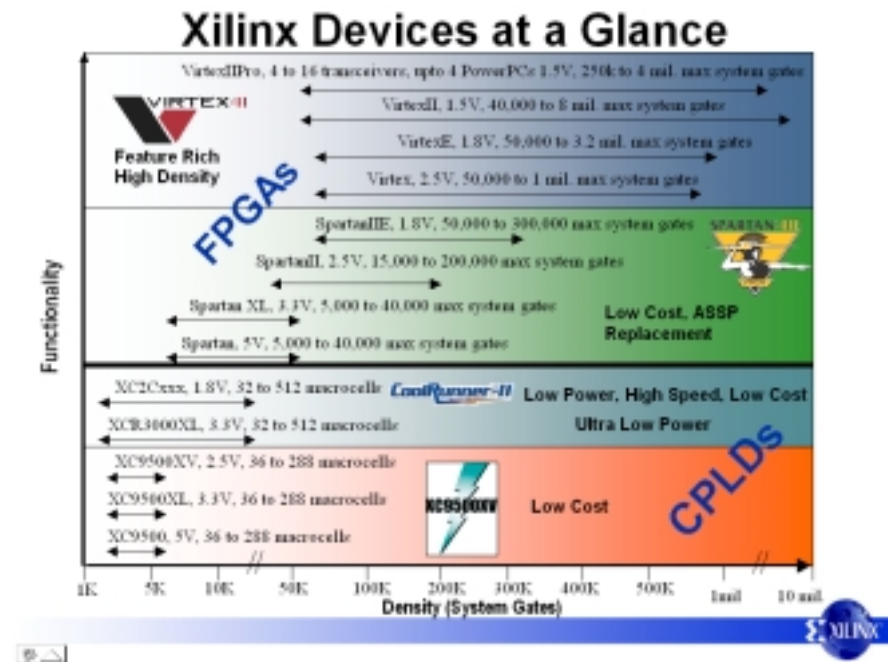 Xilinx Devices at a Glance
VirtexIIPro, 4 to 16 transceivers, upto 4 PowerPCs 1.5V, 250k to 4 mil. max system gates
VIRTEX-II
VirtexII, 1.5V, 40,000 to 8 mil. max system gates
Feature Rich
High Density
VirtexE, 1.8V, 50,000 to 3.2 mil. max system gates
Virtex, 2.5V, 50,000 to 1 mil. max system gates
FPGAs
SpartanIIE, 1.8V, 50,000 to 300,000 max system gates
SPARTAN-III
SpartanII, 2.5V, 15,000 to 200,000 max system gates
Spartan XL, 3.3V, 5,000 to 40,000 max system gates
Low Cost, ASSP
Replacement
Spartan, 5V, 5,000 to 40,000 max system gates
Functionality
XC2Cxxx, 1.8V, 32 to 512 macrocells
CoolRunner-II
Low Power, High Speed, Low Cost
XCR3000XL, 3.3V, 32 to 512 macrocells
Ultra Low Power
XC9500XV, 2.5V, 36 to 288 macrocells
XC9500XL, 3.3V, 36 to 288 macrocells
XC9500XV
Low Cost
CPLDs
XC9500, 5V, 36 to 288 macrocells
// //
1K 5K 10K 50K 100K 200K 300K 400K 500K 1mil 10 mil
Density (System Gates)
XILINX